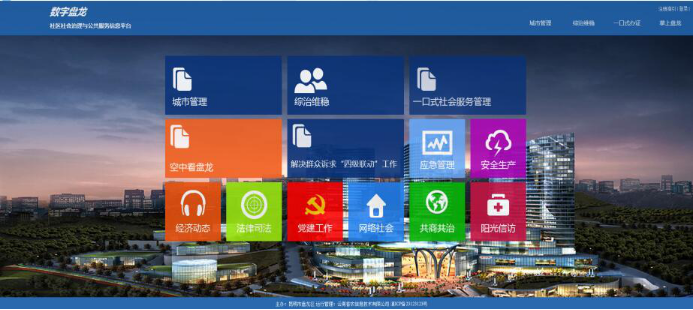 数字盘龙
社区社会治理与公共服务信息平台
城市管理 综治维稳 一口式办证 掌上盘龙
城市管理
综治维稳
一口式社会服务管理
空中看盘龙
解决群众诉求“四级联动”工作
应急管理
安全生产
经济动态
法律司法
党建工作
网络社会
共商共治
阳光信访